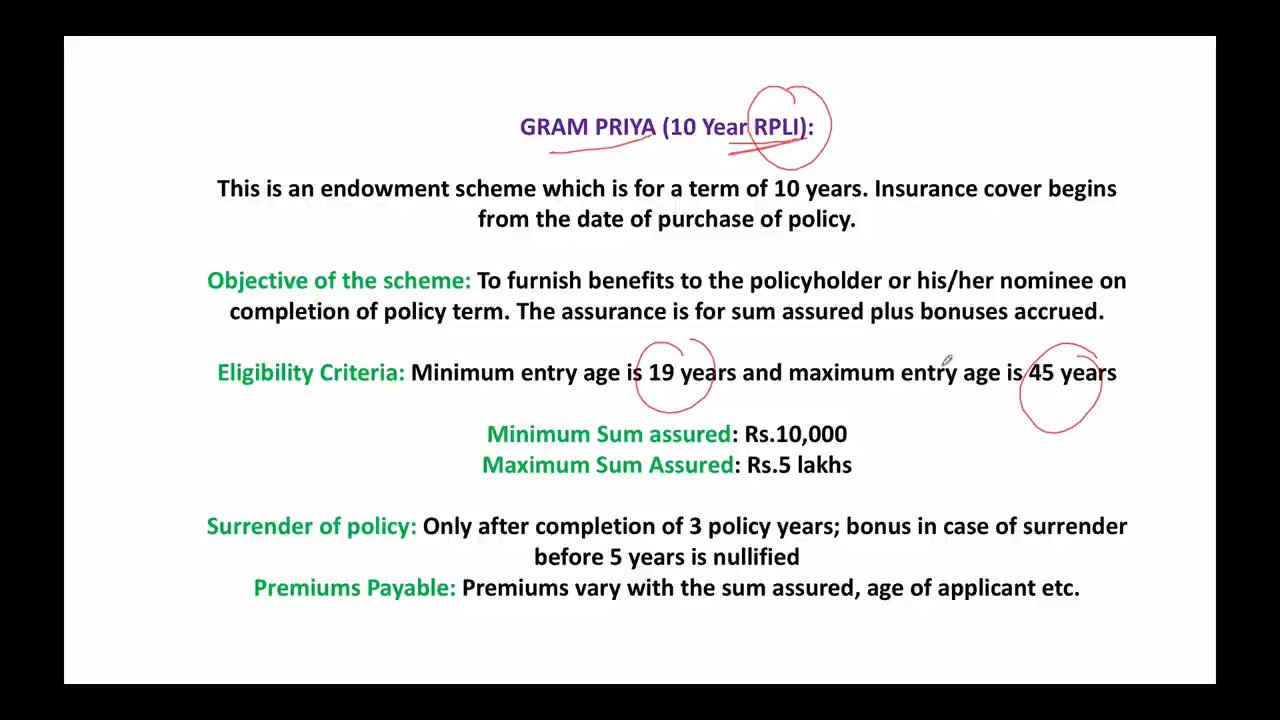 GRAM PRIYA (10 Year RPLI):
This is an endowment scheme which is for a term of 10 years. Insurance cover begins
from the date of purchase of policy.
Objective of the scheme: To furnish benefits to the policyholder or his/her nominee on
completion of policy term. The assurance is for sum assured plus bonuses accrued.
Eligibility Criteria: Minimum entry age is 19 years and maximum entry age is 45 years
Minimum Sum assured: Rs.10,000
Maximum Sum Assured: Rs.5 lakhs
Surrender of policy: Only after completion of 3 policy years; bonus in case of surrender
before 5 years is nullified
Premiums Payable: Premiums vary with the sum assured, age of applicant etc.